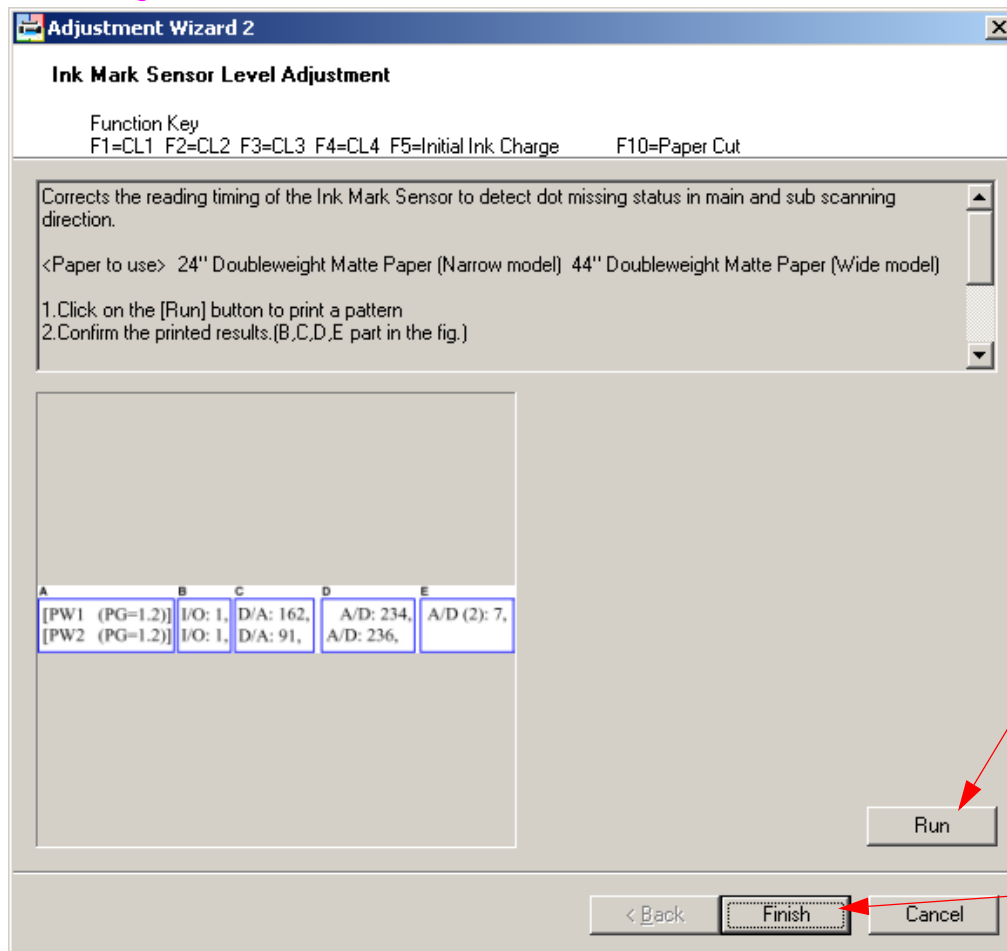 Adjustment Wizard 2
Ink Mark Sensor Level Adjustment
Function Key
F1=CL1 F2=CL2 F3=CL3 F4=CL4 F5=Initial Ink Charge F10=Paper Cut
Corrects the reading timing of the Ink Mark Sensor to detect dot missing status in main and sub scanning
direction.
<Paper to use> 24'' Doubleweight Matte Paper (Narrow model) 44'' Doubleweight Matte Paper (Wide model)
1.Click on the [Run] button to print a pattern
2.Confirm the printed results.(B,C,D,E part in the fig.)
A B C D E
[PW1 (PG=1.2)] I/O: 1, D/A: 162, A/D: 234, A/D (2): 7,
[PW2 (PG=1.2)] I/O: 1, D/A: 91, A/D: 236,
Run
< Back Finish Cancel